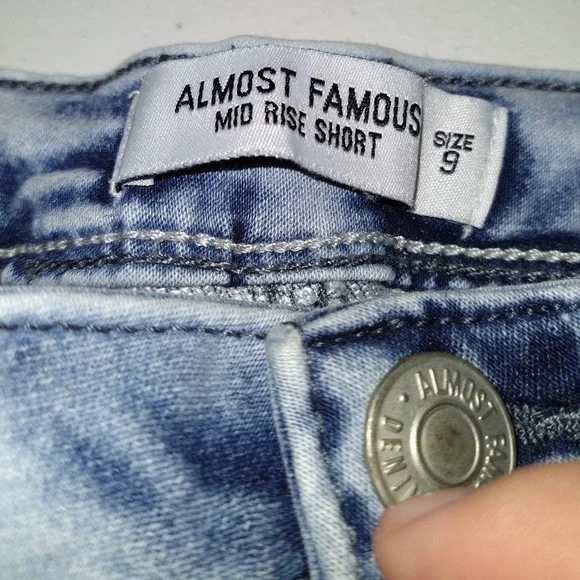 ALMOST FAMOUS
MID RISE SHORT
SIZE
9
ALMOST